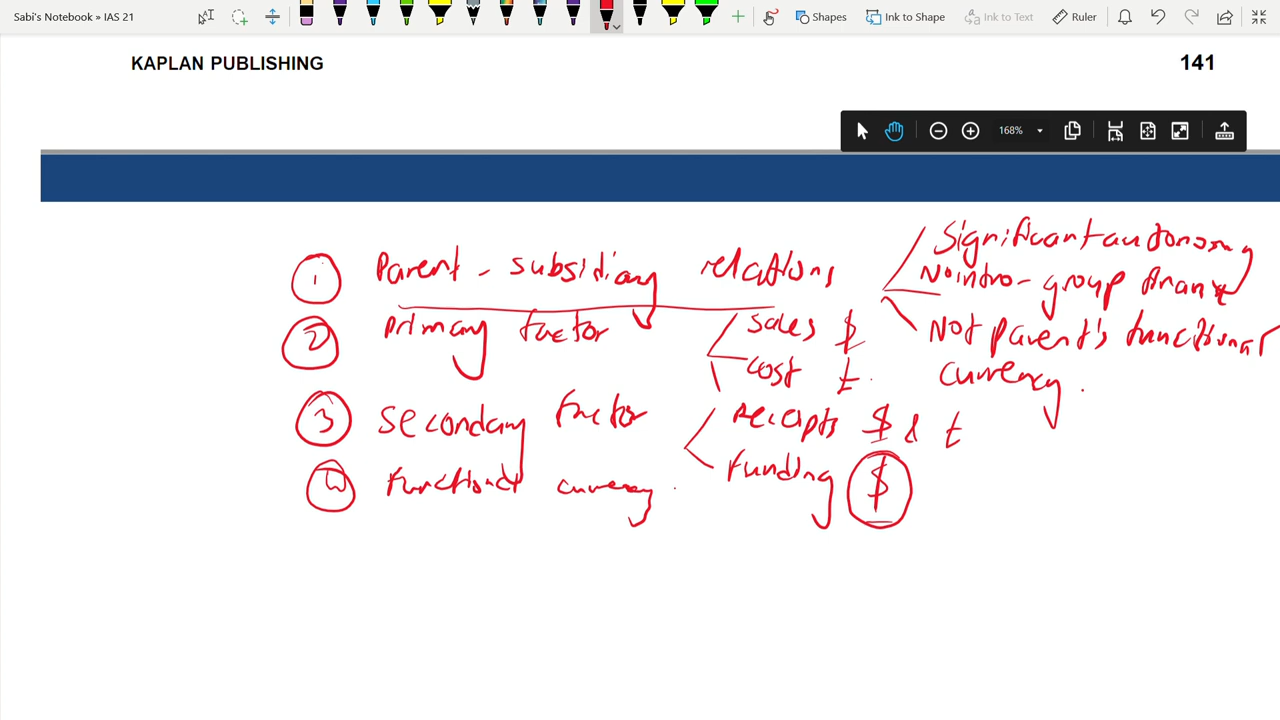 Sabi's Notebook » IAS 21
Shapes
Ink to Shape
Ink to Text
Ruler
KAPLAN PUBLISHING
141
168%
① Parent - subsidiary relations
Significant autonomy
No intra-group finance
Not parent's functional currency.
② primary factor
sales $
cost £.
③ secondary factor
receipts $ & £
funding $
④ functional currency.